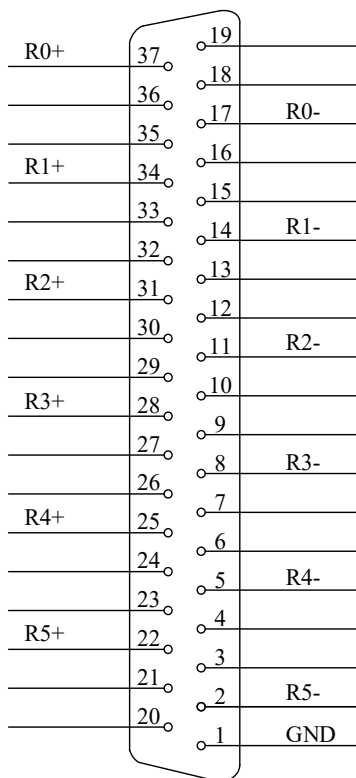 19
R0+ 37
18
36
17 R0-
35
16
R1+ 34
15
33
14 R1-
32
13
R2+ 31
12
30
11 R2-
29
10
R3+ 28
9
27
8 R3-
26
7
R4+ 25
6
24
5 R4-
23
4
R5+ 22
3
21
2 R5-
20
1 GND